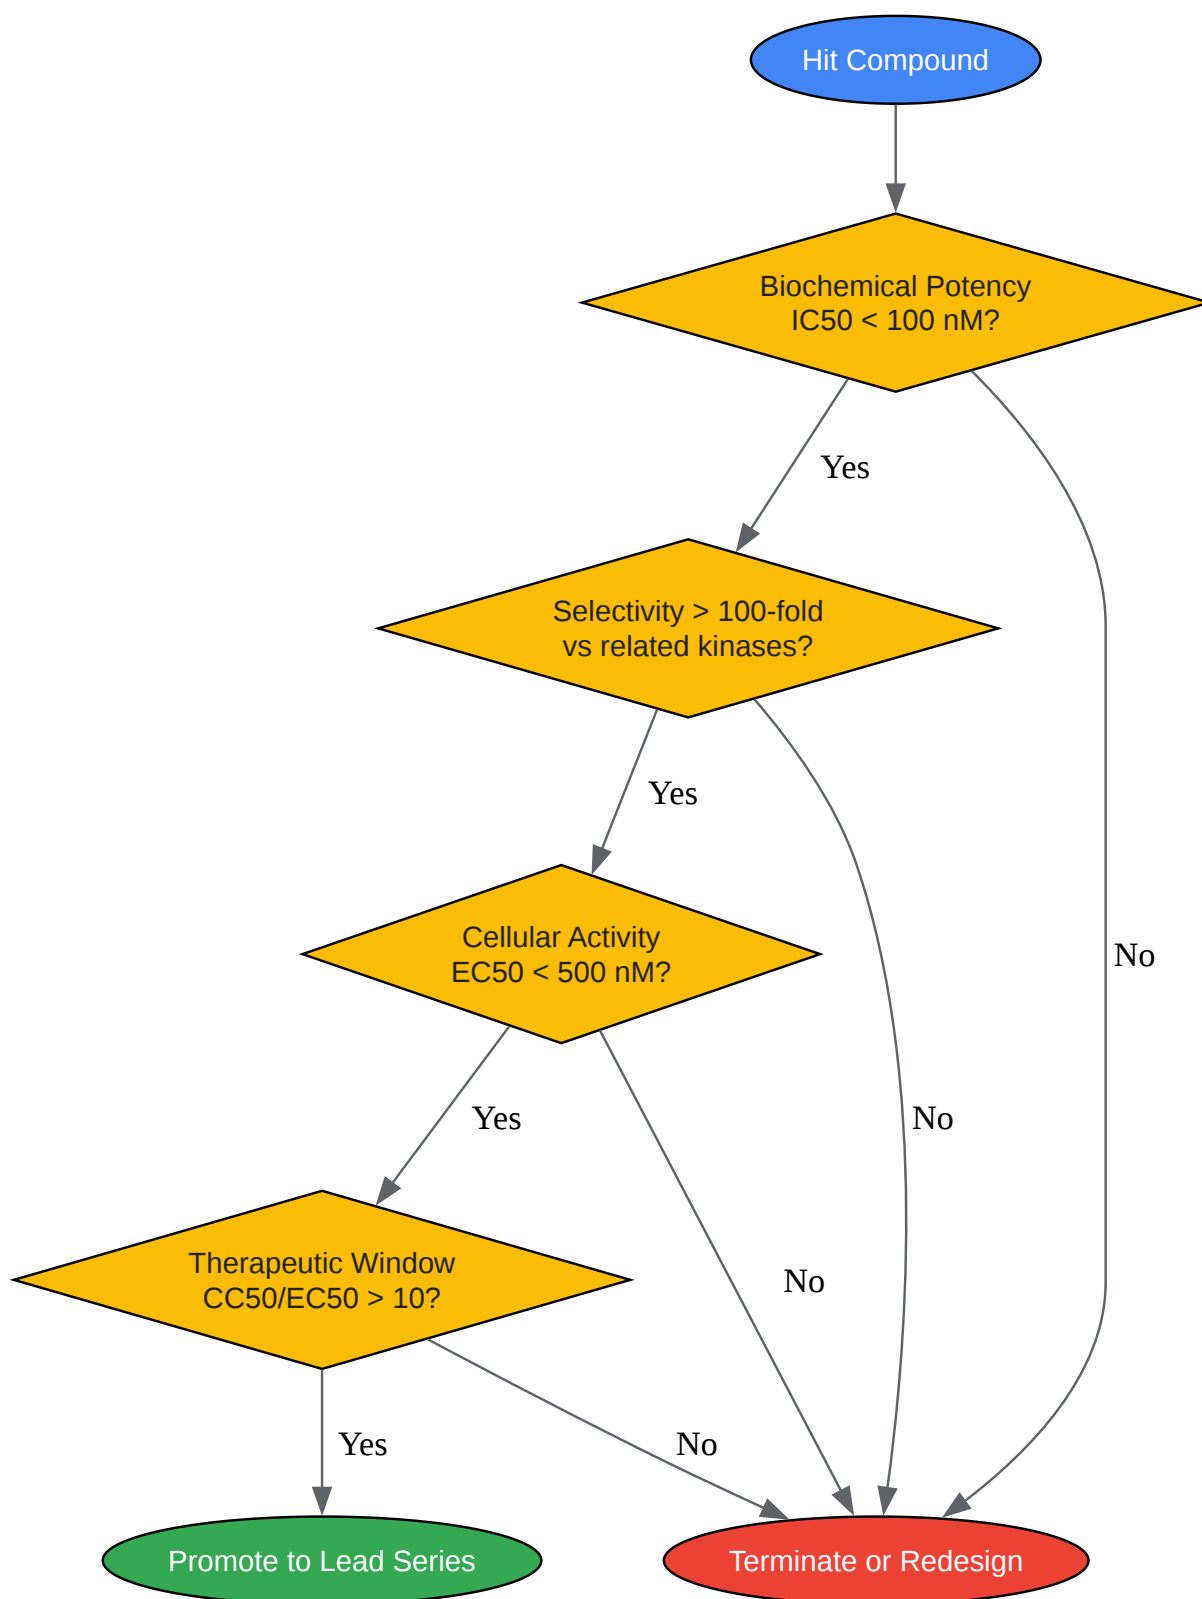 Hit Compound
Biochemical Potency
IC50 < 100 nM?
Yes
Selectivity > 100-fold
vs related kinases?
Yes
Cellular Activity
EC50 < 500 nM?
No
Yes
No
Therapeutic Window
CC50/EC50 > 10?
No
Yes
No
Promote to Lead Series
Terminate or Redesign